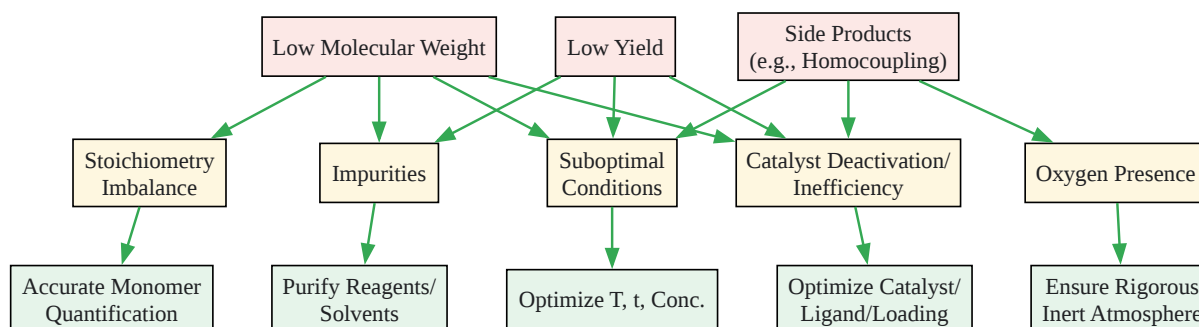 Low Molecular Weight
Low Yield
Side Products
(e.g., Homocoupling)
Stoichiometry
Imbalance
Impurities
Suboptimal
Conditions
Catalyst Deactivation/
Inefficiency
Oxygen Presence
Accurate Monomer
Quantification
Purify Reagents/
Solvents
Optimize T, t, Conc.
Optimize Catalyst/
Ligand/Loading
Ensure Rigorous
Inert Atmosphere